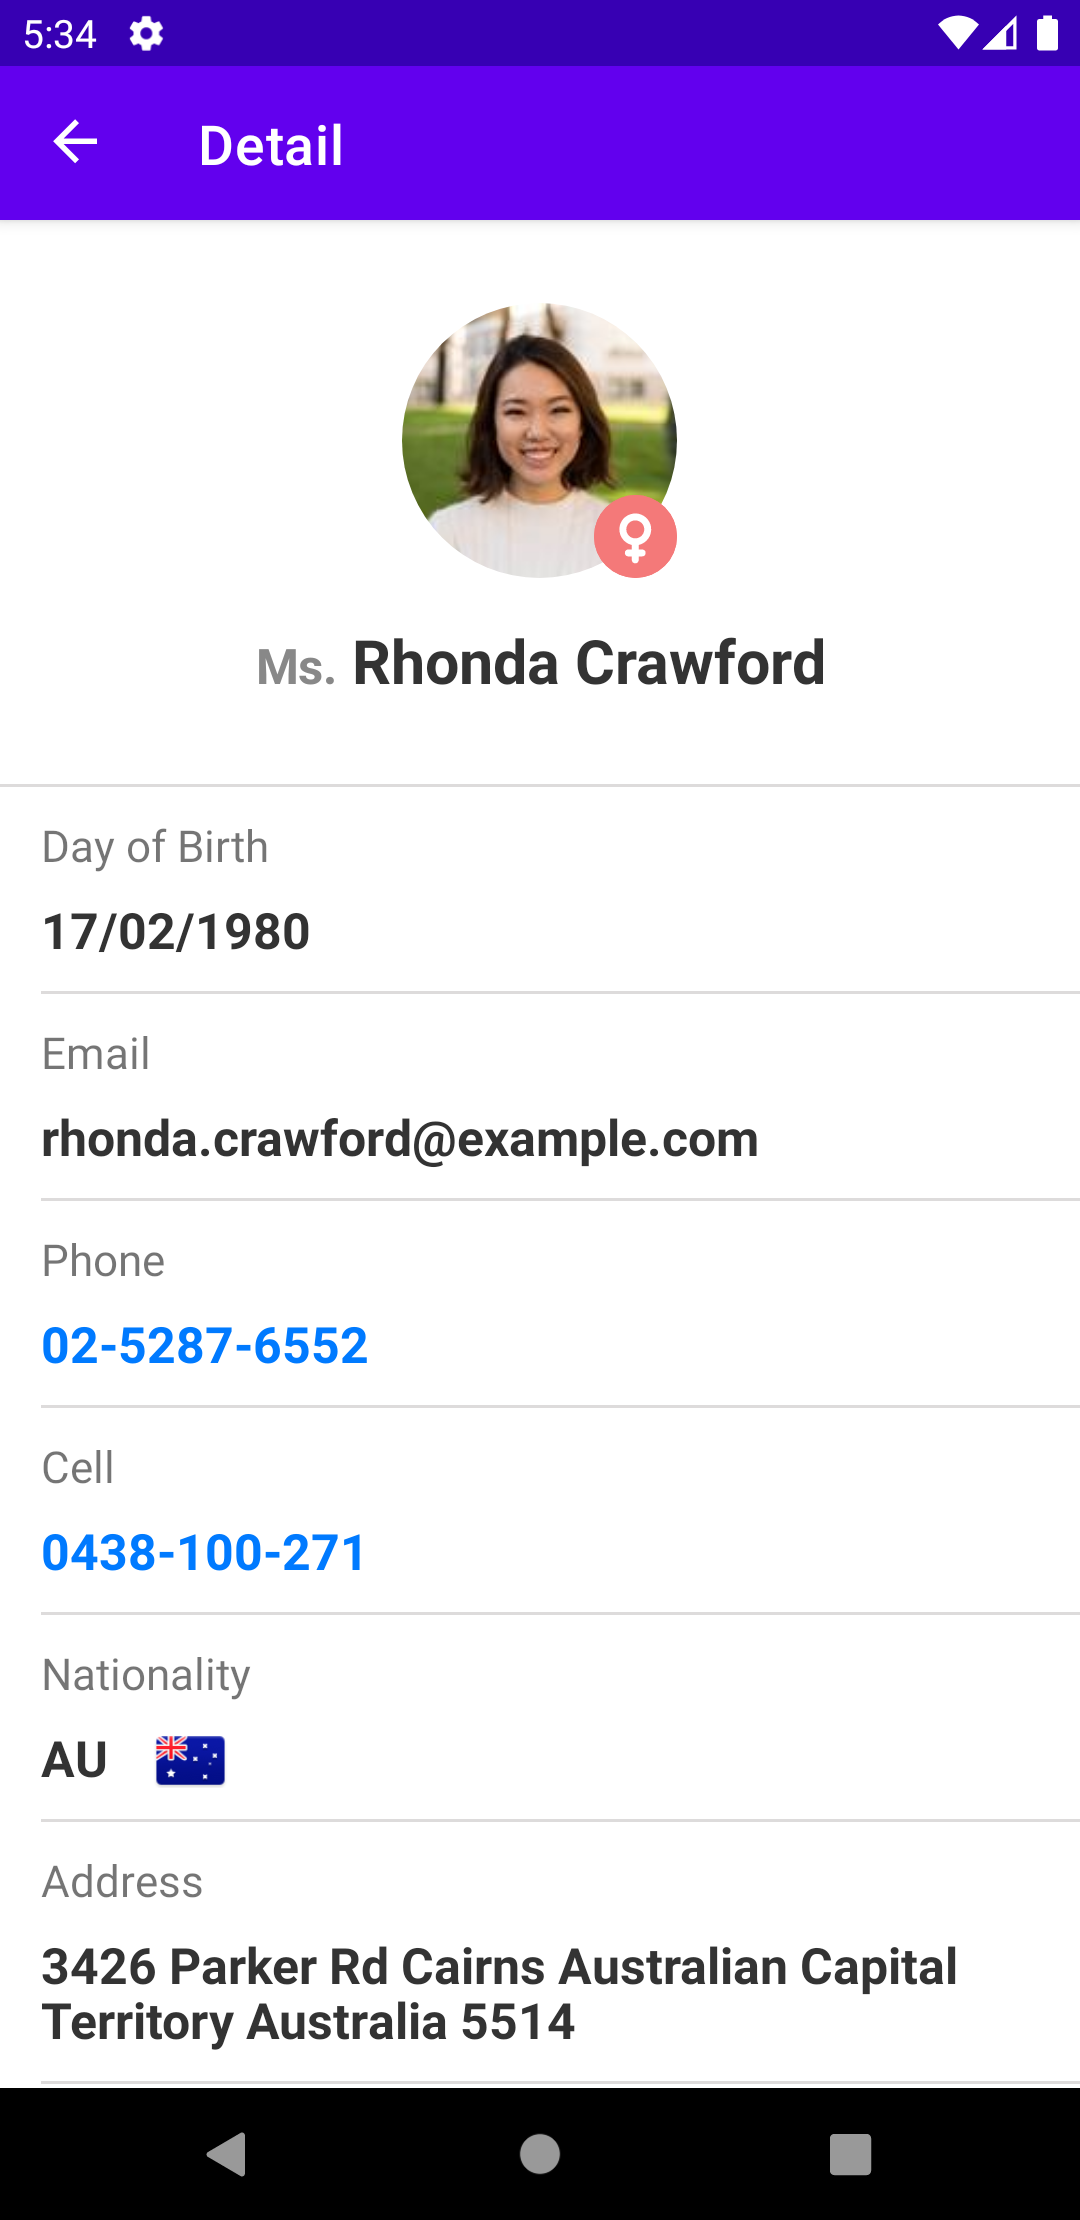 5:34
Detail
Ms. Rhonda Crawford
Day of Birth
17/02/1980
Email
rhonda.crawford@example.com
Phone
02-5287-6552
Cell
0438-100-271
Nationality
AU
Address
3426 Parker Rd Cairns Australian Capital
Territory Australia 5514